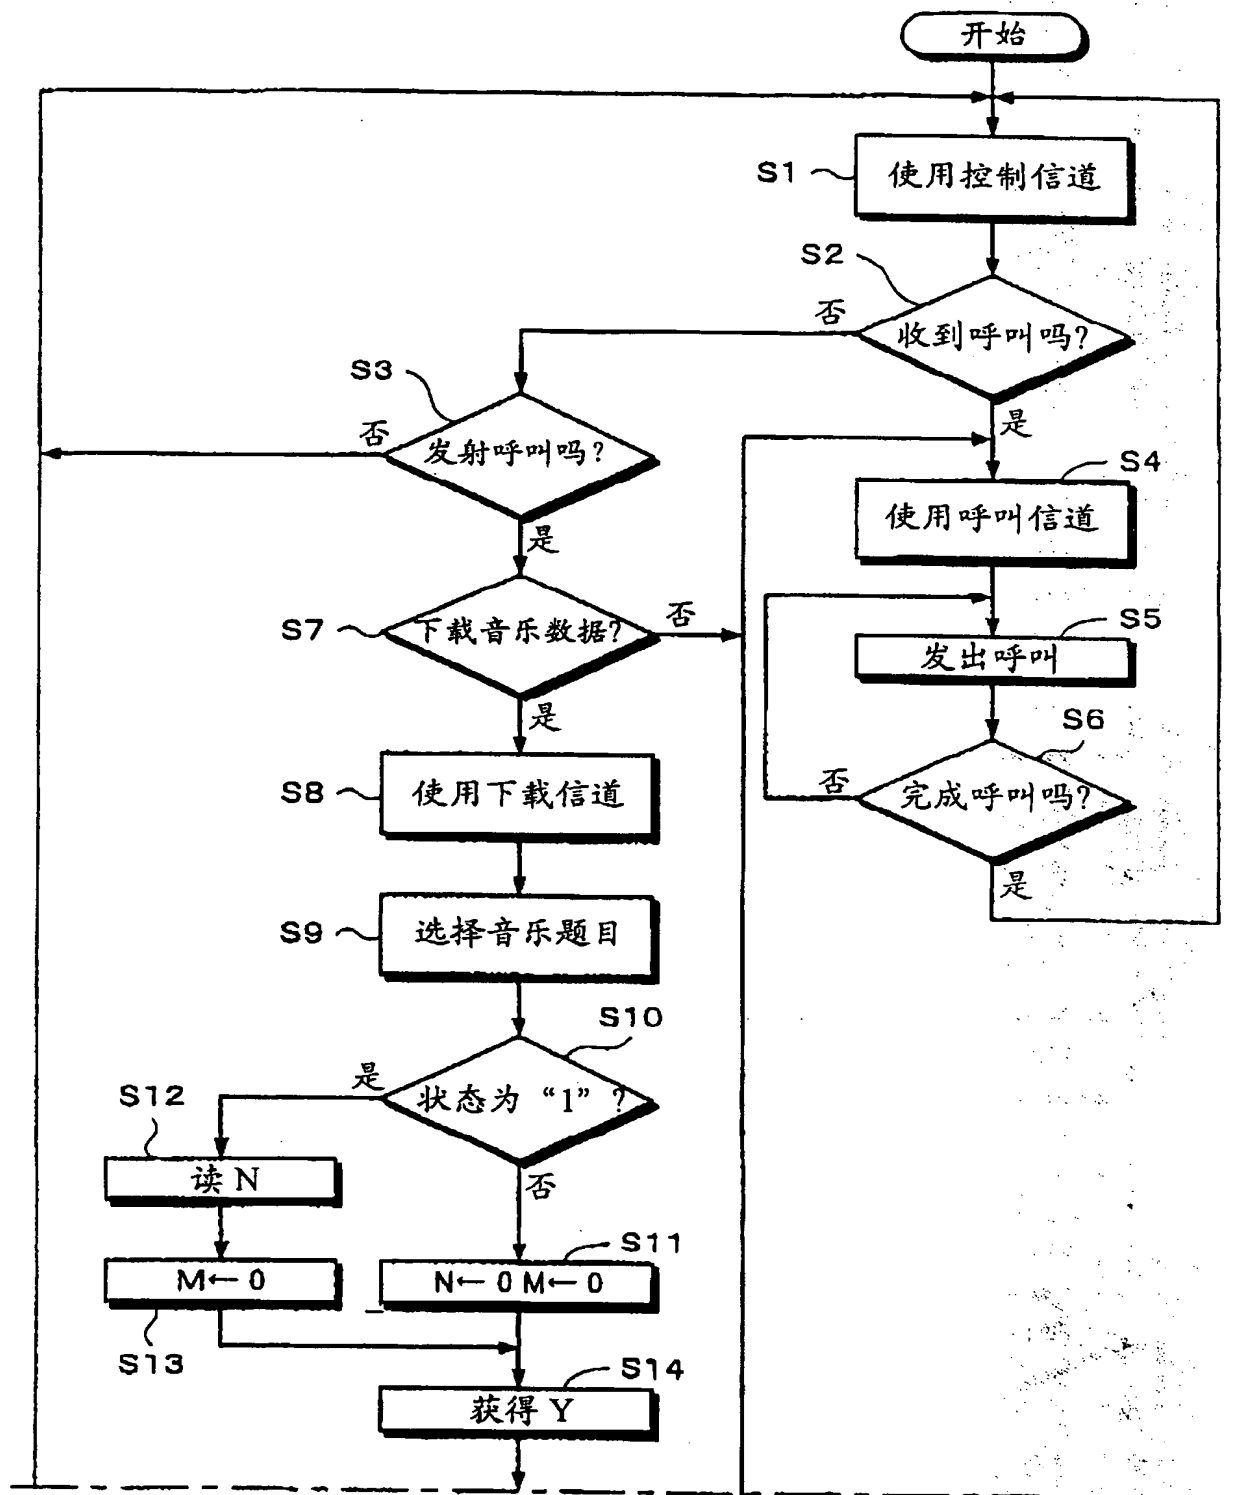 开始
S1
使用控制信道
S2
否
收到呼叫吗?
是
S3
否
发射呼叫吗?
是
S4
使用呼叫信道
S7
下载音乐数据?
否
是
S5
发出呼叫
S6
否
完成呼叫吗?
是
S8
使用下载信道
S9
选择音乐题目
S10
是
状态为“1”?
否
S12
读 N
S11
N←0 M←0
M←0
S13
S14
获得 Y